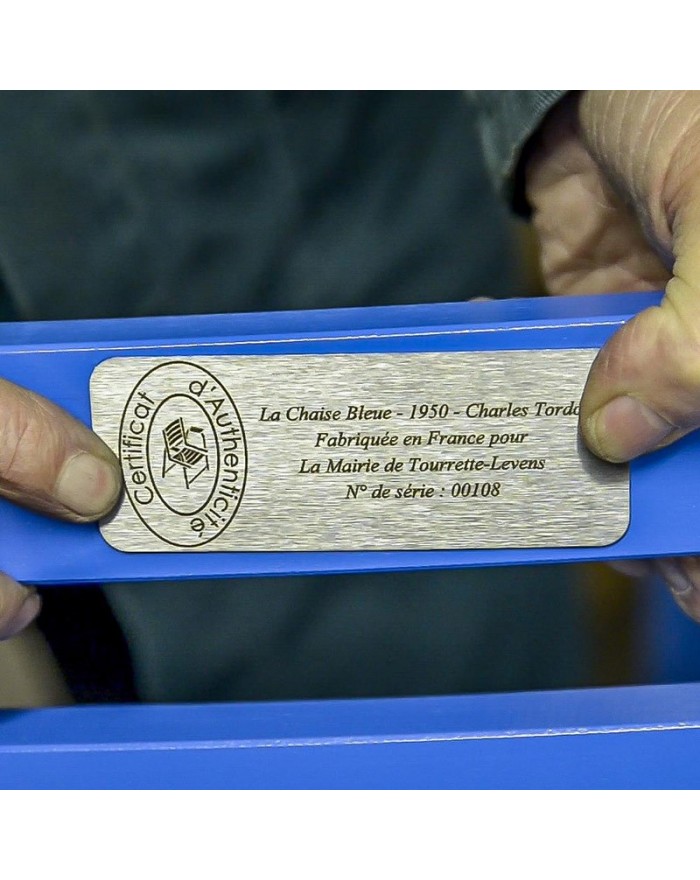 Certificat d'Authenticité
La Chaise Bleue - 1950 - Charles
Fabriquée en France pour
La Mairie de Tourrette-Levens
N° de série : 00108